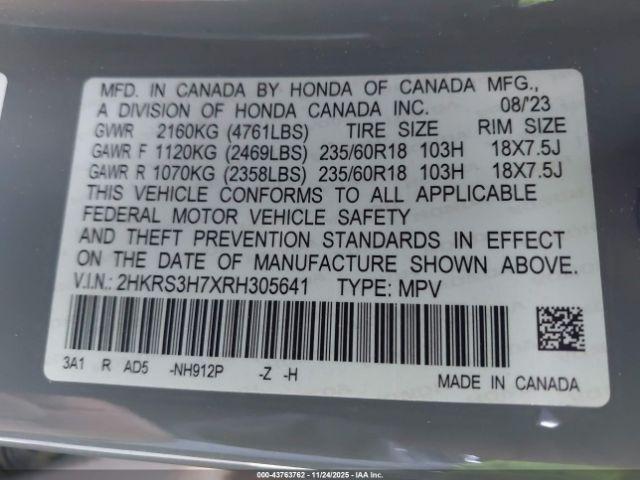 MFD. IN CANADA BY HONDA OF CANADA MFG.,
A DIVISION OF HONDA CANADA INC. 08/'23
GVWR 2160KG (4761LBS) TIRE SIZE RIM SIZE
GAWR F 1120KG (2469LBS) 235/60R18 103H 18X7.5J
GAWR R 1070KG (2358LBS) 235/60R18 103H 18X7.5J
THIS VEHICLE CONFORMS TO ALL APPLICABLE
FEDERAL MOTOR VEHICLE SAFETY
AND THEFT PREVENTION STANDARDS IN EFFECT
ON THE DATE OF MANUFACTURE SHOWN ABOVE.
V.I.N.: 2HKRS3H7XRH305641 TYPE: MPV
3A1 R AD5 -NH912P -Z -H
MADE IN CANADA
000-43763762 - 11/24/2025 - IAA Inc.